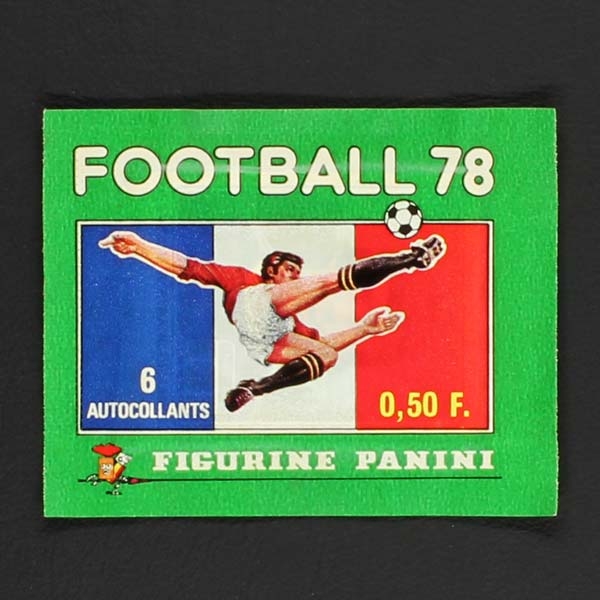 FOOTBALL 78
6
AUTOCOLLANTS
0,50 F.
FIGURINE PANINI